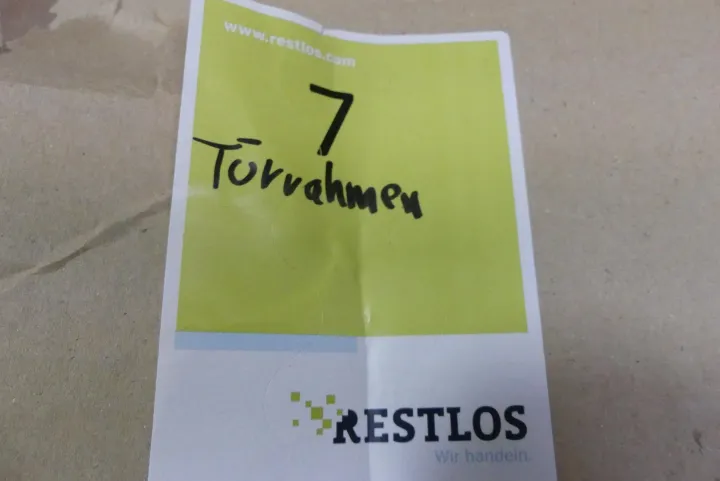 www.restlos.com
7
Türrahmen
RESTLOS
Wir handeln.